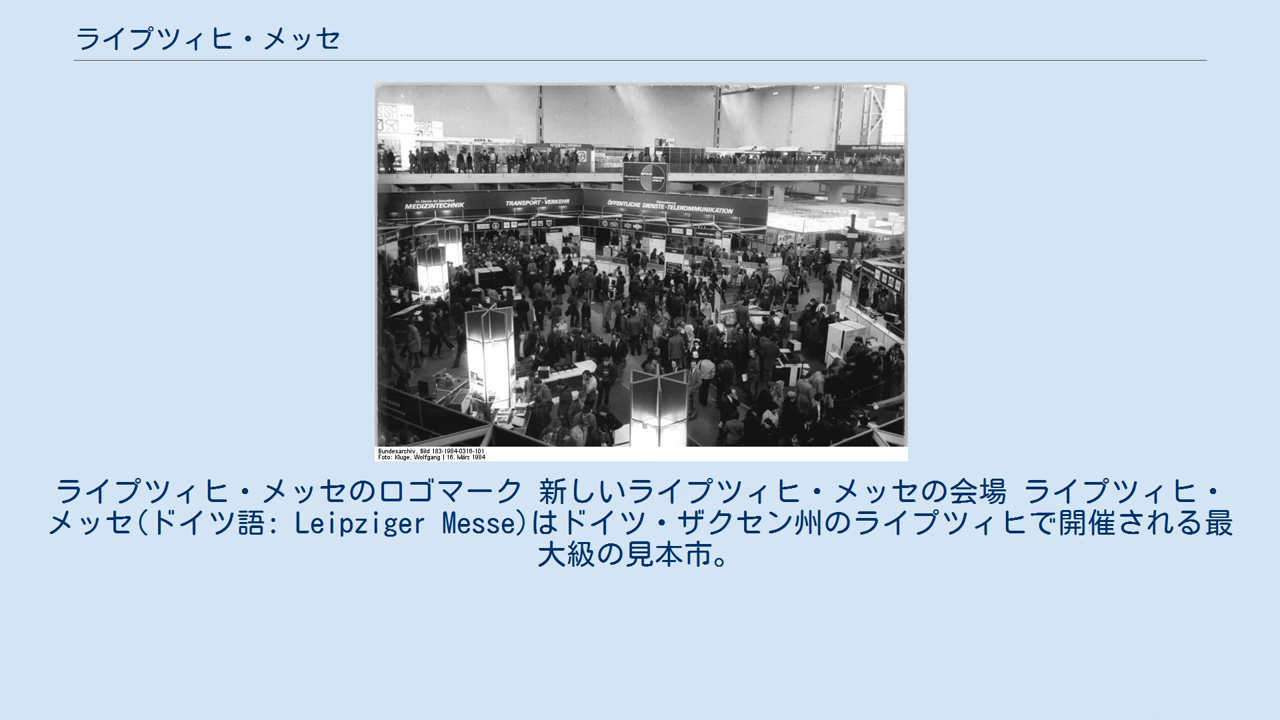 ライプツィヒ・メッセ
MEDIZINTECHNIK
TRANSPORT·VERKEHR
ÖFFENTLICHE DIENSTE·TELEKOMMUNIKATION
Bundesarchiv, Bild 183-1984-0316-101
Foto: Kluge, Wolfgang | 16. März 1984
ライプツィヒ・メッセのロゴマーク 新しいライプツィヒ・メッセの会場 ライプツィヒ・
メッセ(ドイツ語: Leipziger Messe)はドイツ・ザクセン州のライプツィヒで開催される最
大級の見本市。